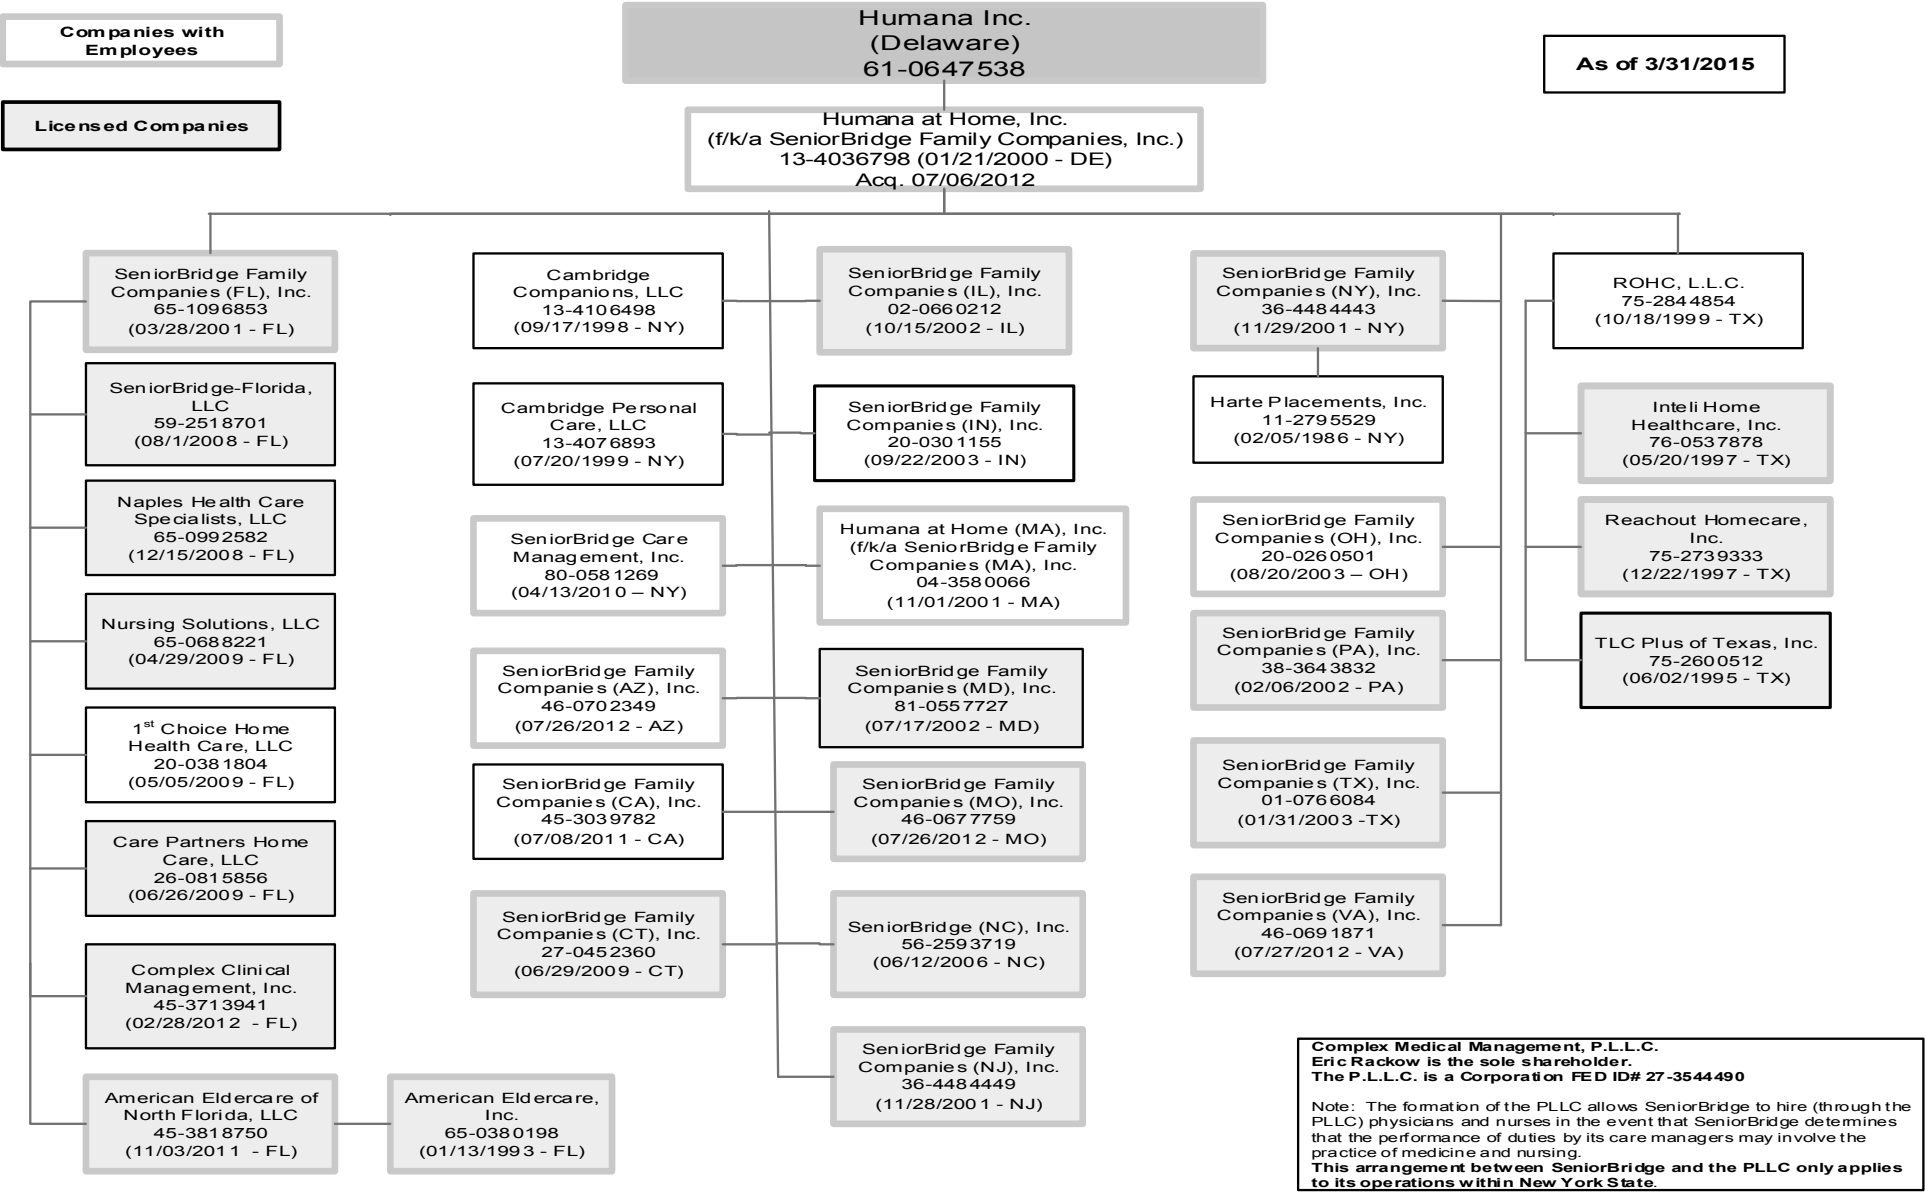 Companies with
Employees
Licensed Companies
Humana Inc.
(Delaware)
61-0647538
As of 3/31/2015
Humana at Home, Inc.
(f/k/a SeniorBridge Family Companies, Inc.)
13-4036798 (01/21/2000 - DE)
Acq. 07/06/2012
SeniorBridge Family
Companies (FL), Inc.
65-1096853
(03/28/2001 - FL)
SeniorBridge-Florida,
LLC
59-2518701
(08/1/2008 - FL)
Naples Health Care
Specialists, LLC
65-0992582
(12/15/2008 - FL)
Nursing Solutions, LLC
65-0688221
(04/29/2009 - FL)
1st Choice Home
Health Care, LLC
20-0381804
(05/05/2009 - FL)
Care Partners Home
Care, LLC
26-0815856
(06/26/2009 - FL)
Complex Clinical
Management, Inc.
45-3713941
(02/28/2012 - FL)
American Eldercare of
North Florida, LLC
45-3818750
(11/03/2011 - FL)
American Eldercare,
Inc.
65-0380198
(01/13/1993 - FL)
Cambridge
Companions, LLC
13-4106498
(09/17/1998 - NY)
Cambridge Personal
Care, LLC
13-4076893
(07/20/1999 - NY)
SeniorBridge Care
Management, Inc.
80-0581269
(04/13/2010 – NY)
SeniorBridge Family
Companies (AZ), Inc.
46-0702349
(07/26/2012 - AZ)
SeniorBridge Family
Companies (CA), Inc.
45-3039782
(07/08/2011 - CA)
SeniorBridge Family
Companies (CT), Inc.
27-0452360
(06/29/2009 - CT)
SeniorBridge Family
Companies (IL), Inc.
02-0660212
(10/15/2002 - IL)
SeniorBridge Family
Companies (IN), Inc.
20-0301155
(09/22/2003 - IN)
Humana at Home (MA), Inc.
(f/k/a SeniorBridge Family
Companies (MA), Inc.
04-3580066
(11/01/2001 - MA)
SeniorBridge Family
Companies (MD), Inc.
81-0557727
(07/17/2002 - MD)
SeniorBridge Family
Companies (MO), Inc.
46-0677759
(07/26/2012 - MO)
SeniorBridge (NC), Inc.
56-2593719
(06/12/2006 - NC)
SeniorBridge Family
Companies (NJ), Inc.
36-4484449
(11/28/2001 - NJ)
SeniorBridge Family
Companies (NY), Inc.
36-4484443
(11/29/2001 - NY)
Harte Placements, Inc.
11-2795529
(02/05/1986 - NY)
SeniorBridge Family
Companies (OH), Inc.
20-0260501
(08/20/2003 – OH)
SeniorBridge Family
Companies (PA), Inc.
38-3643832
(02/06/2002 - PA)
SeniorBridge Family
Companies (TX), Inc.
01-0766084
(01/31/2003 -TX)
SeniorBridge Family
Companies (VA), Inc.
46-0691871
(07/27/2012 - VA)
ROHC, L.L.C.
75-2844854
(10/18/1999 - TX)
Inteli Home
Healthcare, Inc.
76-0537878
(05/20/1997 - TX)
Reachout Homecare,
Inc.
75-2739333
(12/22/1997 - TX)
TLC Plus of Texas, Inc.
75-2600512
(06/02/1995 - TX)
Complex Medical Management, P.L.L.C.
Eric Rackow is the sole shareholder.
The P.L.L.C. is a Corporation FED ID# 27-3544490
Note: The formation of the PLLC allows SeniorBridge to hire (through the
PLLC) physicians and nurses in the event that SeniorBridge determines
that the performance of duties by its care managers may involve the
practice of medicine and nursing.
This arrangement between SeniorBridge and the PLLC only applies
to its operations within New York State.